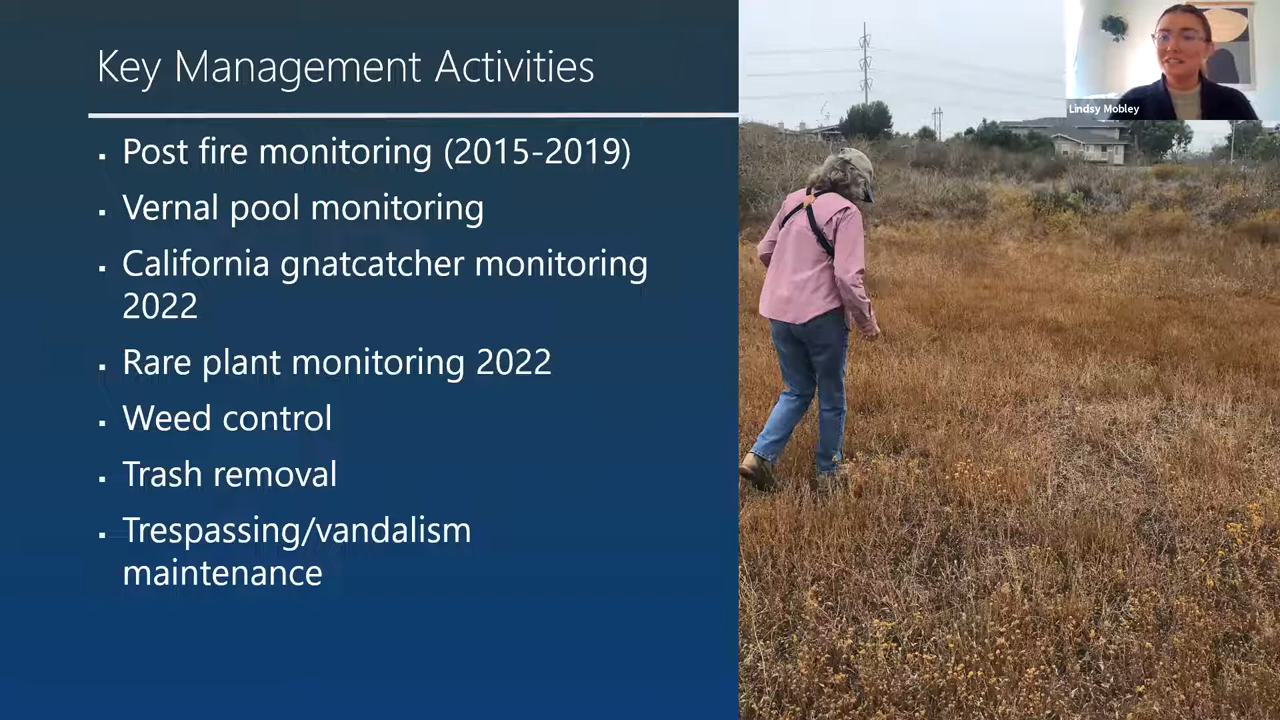 Key Management Activities
Lindsy Mobley
▪ Post fire monitoring (2015-2019)
▪ Vernal pool monitoring
▪ California gnatcatcher monitoring
2022
▪ Rare plant monitoring 2022
▪ Weed control
▪ Trash removal
▪ Trespassing/vandalism
maintenance